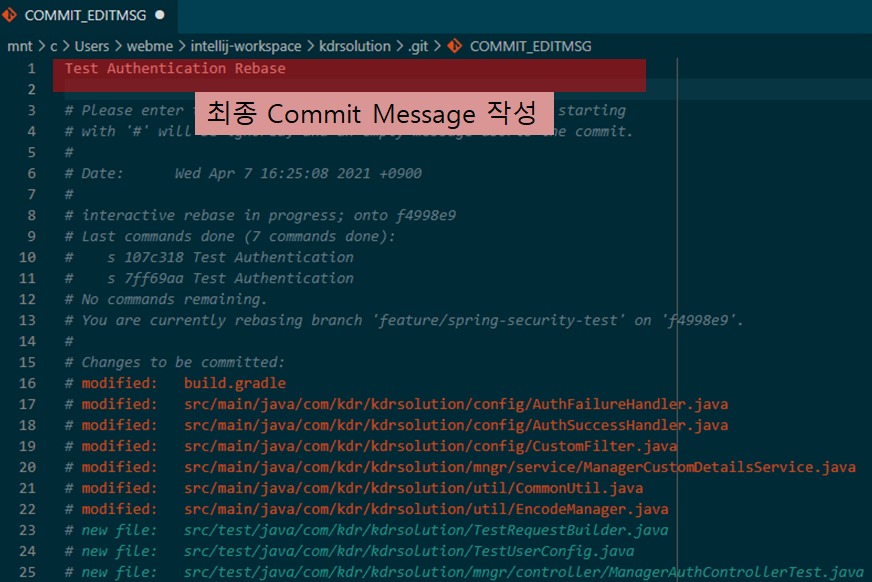 COMMIT_EDITMSG
mnt > c > Users > webme > intellij-workspace > kdrsolution > .git > COMMIT_EDITMSG
1 Test Authentication Rebase
2
최종 Commit Message 작성
3 # Please enter starting
4 # with '#' will be ignored, and an empty message aborts the commit.
5 #
6 # Date: Wed Apr 7 16:25:08 2021 +0900
7 #
8 # interactive rebase in progress; onto f4998e9
9 # Last commands done (7 commands done):
10 # s 107c318 Test Authentication
11 # s 7ff69aa Test Authentication
12 # No commands remaining.
13 # You are currently rebasing branch 'feature/spring-security-test' on 'f4998e9'.
14 #
15 # Changes to be committed:
16 # modified: build.gradle
17 # modified: src/main/java/com/kdr/kdrsolution/config/AuthFailureHandler.java
18 # modified: src/main/java/com/kdr/kdrsolution/config/AuthSuccessHandler.java
19 # modified: src/main/java/com/kdr/kdrsolution/config/CustomFilter.java
20 # modified: src/main/java/com/kdr/kdrsolution/mngr/service/ManagerCustomDetailsService.java
21 # modified: src/main/java/com/kdr/kdrsolution/util/CommonUtil.java
22 # modified: src/main/java/com/kdr/kdrsolution/util/EncodeManager.java
23 # new file: src/test/java/com/kdr/kdrsolution/TestRequestBuilder.java
24 # new file: src/test/java/com/kdr/kdrsolution/TestUserConfig.java
25 # new file: src/test/java/com/kdr/kdrsolution/mngr/controller/ManagerAuthControllerTest.java